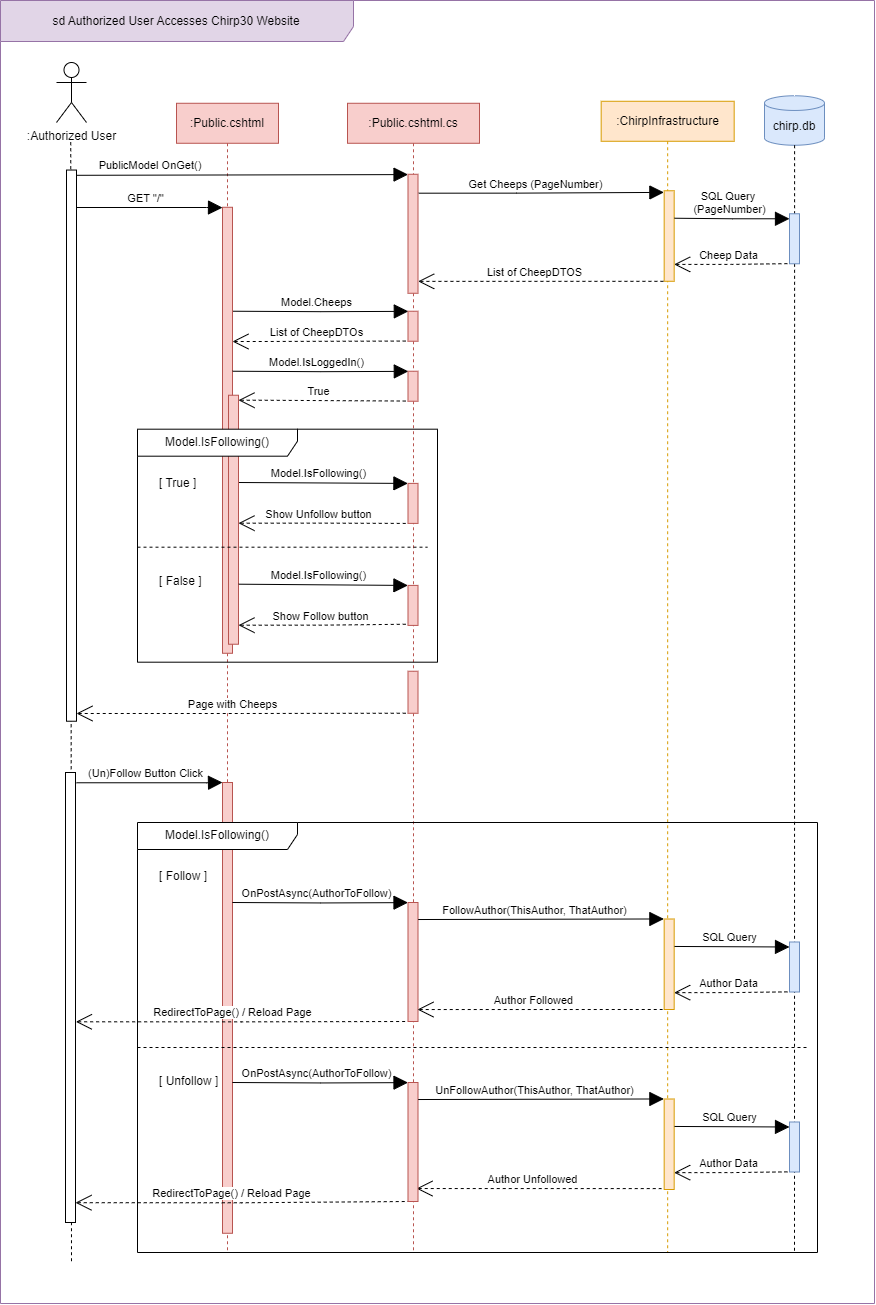 sd Authorized User Accesses Chirp30 Website
:Authorized User
:Public.cshtml
:Public.cshtml.cs
:ChirpInfrastructure
chirp.db
PublicModel OnGet()
Get Cheeps (PageNumber)
GET "/"
SQL Query
(PageNumber)
Cheep Data
List of CheepDTOS
Model.Cheeps
List of CheepDTOs
Model.IsLoggedIn()
True
Model.IsFollowing()
[ True ]
Model.IsFollowing()
Show Unfollow button
[ False ]
Model.IsFollowing()
Show Follow button
Page with Cheeps
(Un)Follow Button Click
Model.IsFollowing()
[ Follow ]
OnPostAsync(AuthorToFollow)
FollowAuthor(ThisAuthor, ThatAuthor)
SQL Query
Author Data
Author Followed
RedirectToPage() / Reload Page
[ Unfollow ]
OnPostAsync(AuthorToFollow)
UnFollowAuthor(ThisAuthor, ThatAuthor)
SQL Query
Author Data
Author Unfollowed
RedirectToPage() / Reload Page